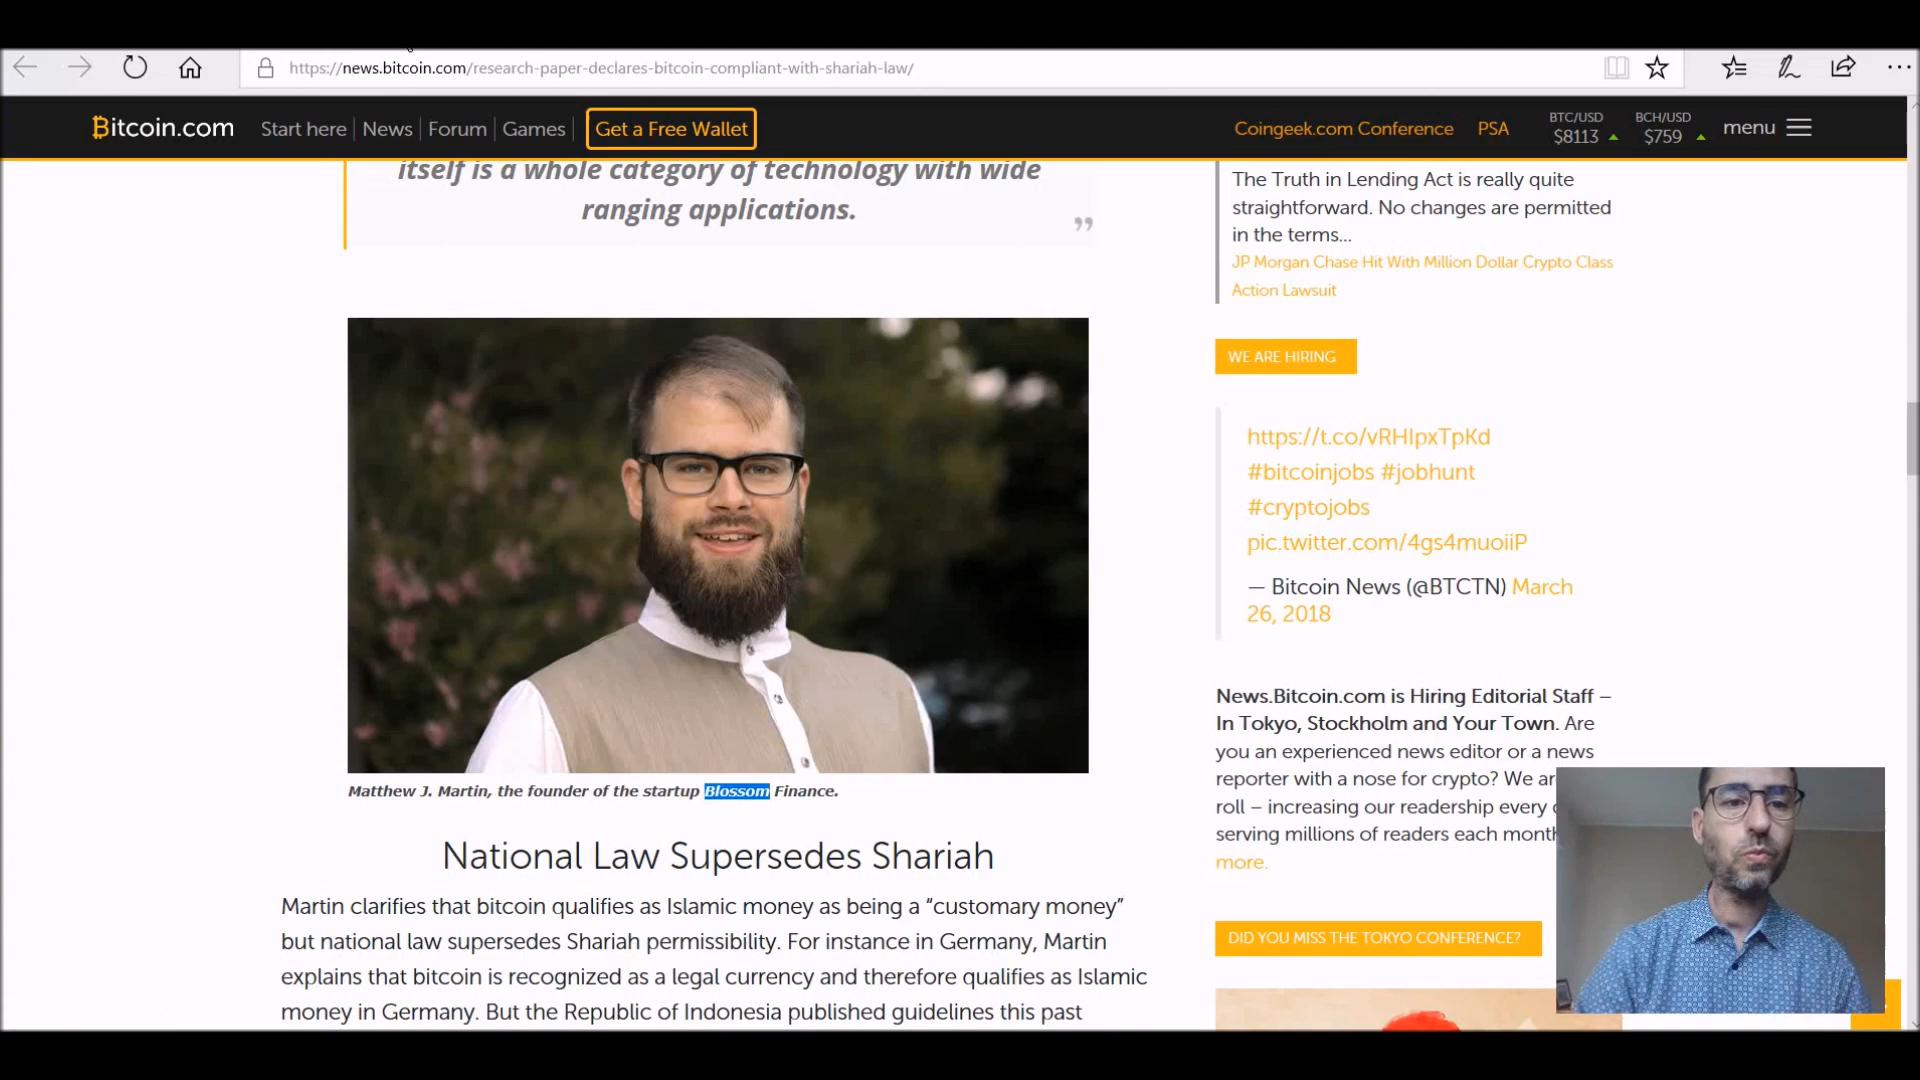 https://news.bitcoin.com/research-paper-declares-bitcoin-compliant-with-shariah-law/
Bitcoin.com
Start here
News
Forum
Games
Get a Free Wallet
Coingeek.com Conference
PSA
BTC/USD
$8113
BCH/USD
$759
menu
itself is a whole category of technology with wide
ranging applications.
”
Matthew J. Martin, the founder of the startup Blossom Finance.
National Law Supersedes Shariah
Martin clarifies that bitcoin qualifies as Islamic money as being a “customary money”
but national law supersedes Shariah permissibility. For instance in Germany, Martin
explains that bitcoin is recognized as a legal currency and therefore qualifies as Islamic
money in Germany. But the Republic of Indonesia published guidelines this past
The Truth in Lending Act is really quite
straightforward. No changes are permitted
in the terms...
JP Morgan Chase Hit With Million Dollar Crypto Class
Action Lawsuit
WE ARE HIRING
https://t.co/vRHIpxTpKd
#bitcoinjobs #jobhunt
#cryptojobs
pic.twitter.com/4gs4muoiiP
— Bitcoin News (@BTCTN) March
26, 2018
News.Bitcoin.com is Hiring Editorial Staff –
In Tokyo, Stockholm and Your Town. Are
you an experienced news editor or a news
reporter with a nose for crypto? We
roll – increasing our readership every
serving millions of readers each month
more.
DID YOU MISS THE TOKYO CONFERENCE?